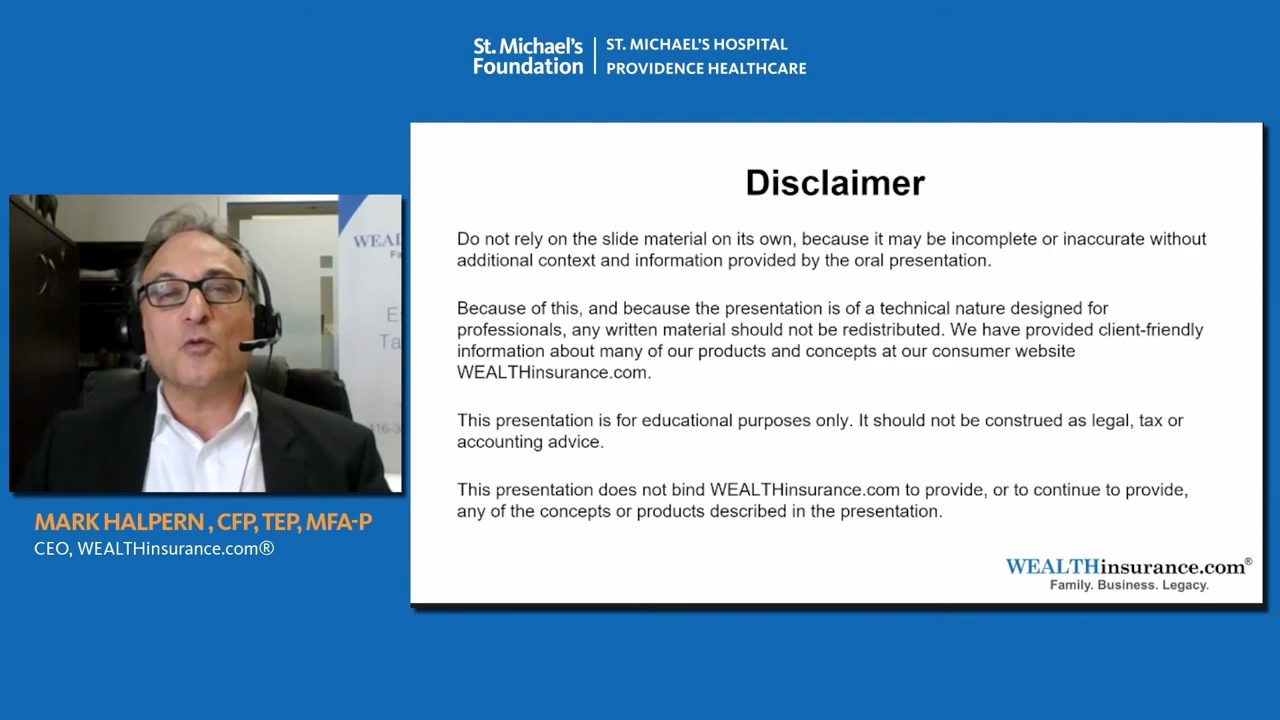 St. Michael's
Foundation
ST. MICHAEL'S HOSPITAL
PROVIDENCE HEALTHCARE
Disclaimer
Do not rely on the slide material on its own, because it may be incomplete or inaccurate without
additional context and information provided by the oral presentation.
Because of this, and because the presentation is of a technical nature designed for
professionals, any written material should not be redistributed. We have provided client-friendly
information about many of our products and concepts at our consumer website
WEALTHinsurance.com.
This presentation is for educational purposes only. It should not be construed as legal, tax or
accounting advice.
This presentation does not bind WEALTHinsurance.com to provide, or to continue to provide,
any of the concepts or products described in the presentation.
WEALTHinsurance.com®
Family. Business. Legacy.
WEAL
Fa
E
Ta
MARK HALPERN , CFP, TEP, MFA-P
CEO, WEALTHinsurance.com®